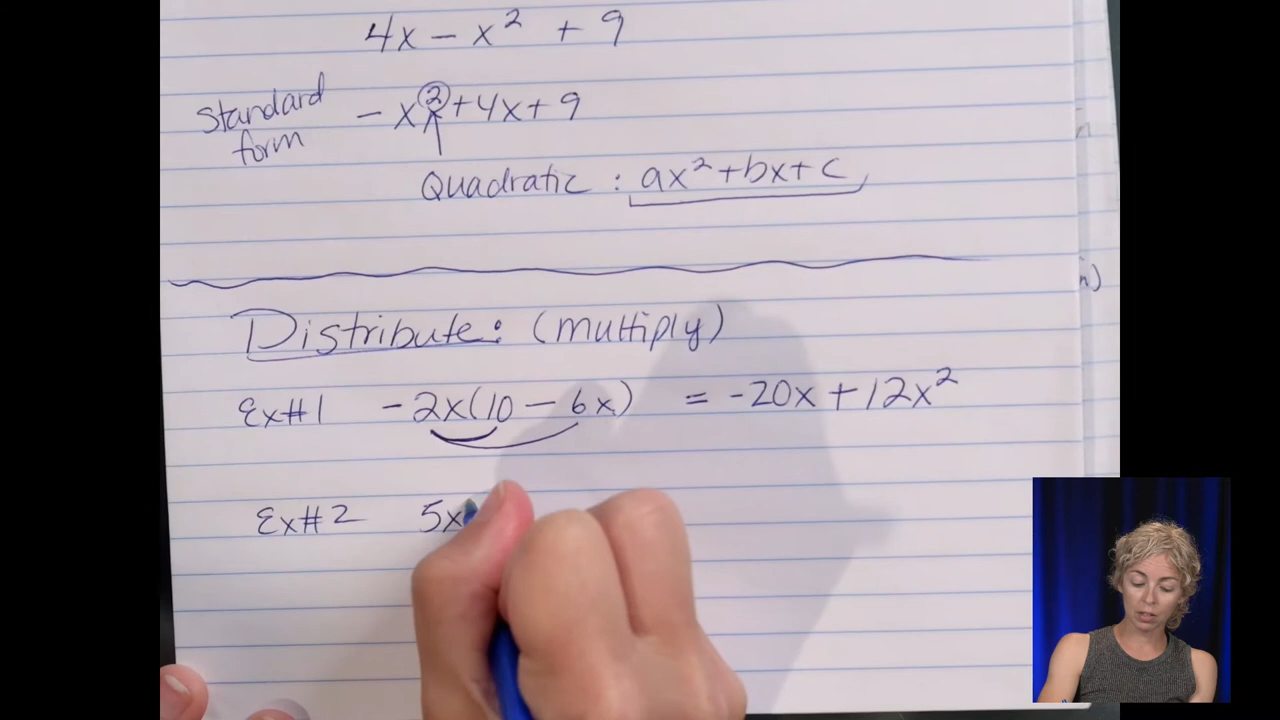 4x - x² + 9
Standard form - x² + 4x + 9
Quadratic : ax² + bx + c
Distribute: (multiply)
Ex#1 - 2x(10 - 6x) = -20x + 12x²
Ex#2 5x